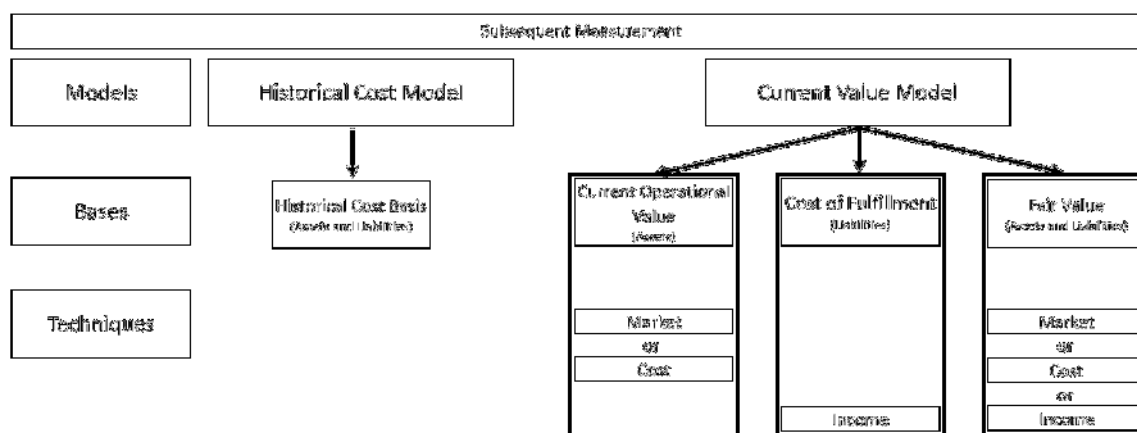 Subsequent Measurement
Models
Historical Cost Model
Current Value Model
Bases
Historical Cost Basis
(Assets and Liabilities)
Current Operational
Value
(Assets)
Cost of Fulfillment
(Liabilities)
Fair Value
(Assets and Liabilities)
Techniques
Market
or
Cost
Income
Market
or
Cost
or
Income